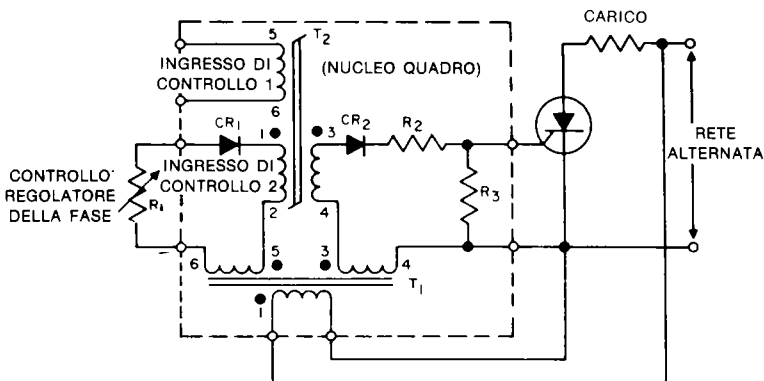 CARICO
5
T2
INGRESSO DI
CONTROLLO 1
(NUCLEO QUADRO)
6
CR1
1
3
CR2
R2
RETE
ALTERNATA
CONTROLLO
REGOLATORE
DELLA FASE
R1
INGRESSO DI
CONTROLLO 2
R3
2
4
6
5
3
4
T1
1